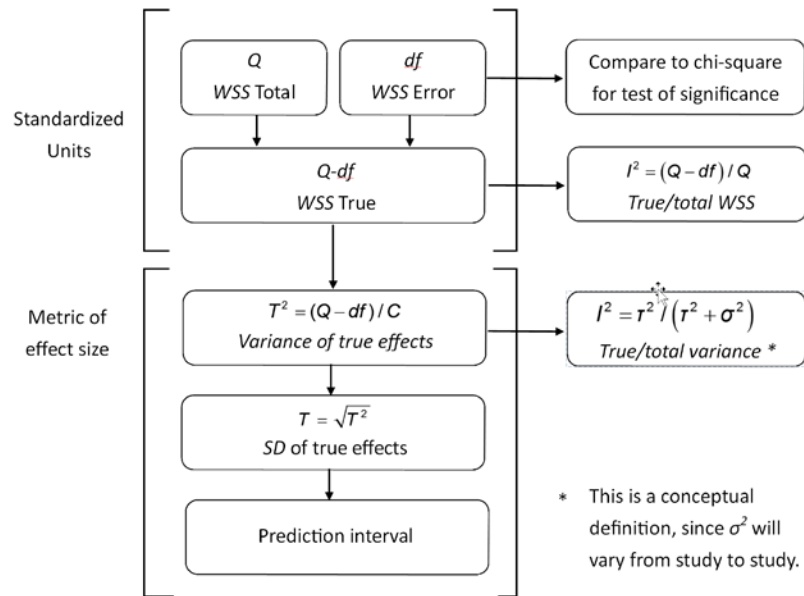 Standardized
Units
Q
WSS Total
df
WSS Error
Compare to chi-square
for test of significance
Q-df
WSS True
I² = (Q − df) / Q
True/total WSS
Metric of
effect size
T² = (Q − df) / C
Variance of true effects
I² = τ² / (τ² + σ²)
True/total variance *
T = √T²
SD of true effects
Prediction interval
* This is a conceptual
definition, since σ² will
vary from study to study.